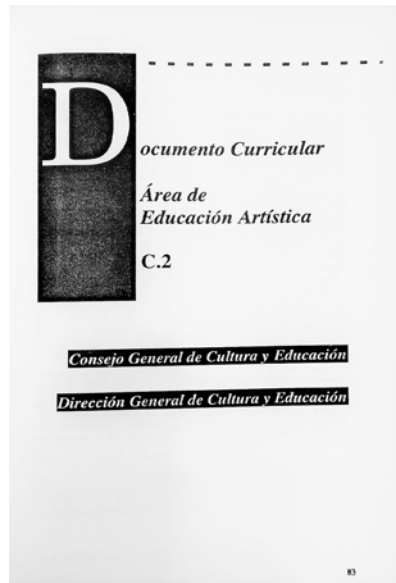 Documento Curricular
Área de
Educación Artística
C.2
Consejo General de Cultura y Educación
Dirección General de Cultura y Educación
83